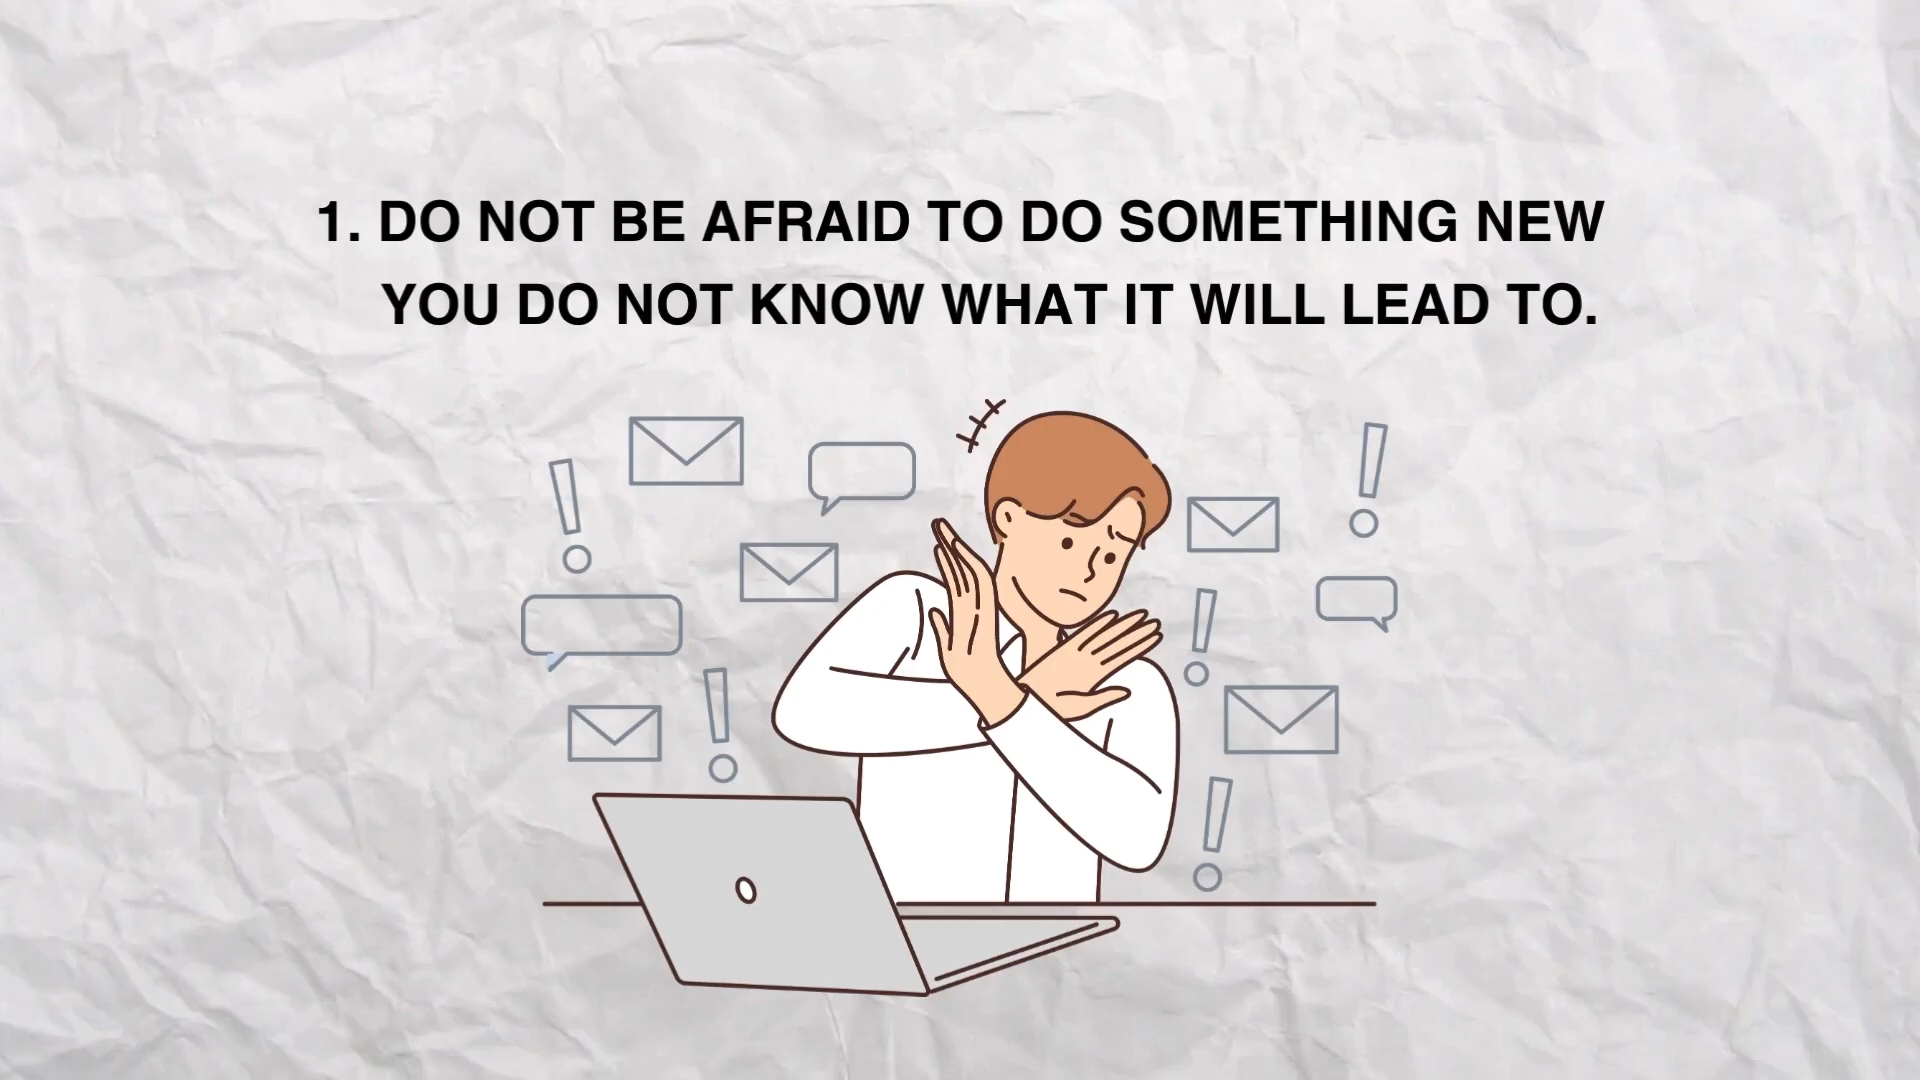 1. DO NOT BE AFRAID TO DO SOMETHING NEW
YOU DO NOT KNOW WHAT IT WILL LEAD TO.